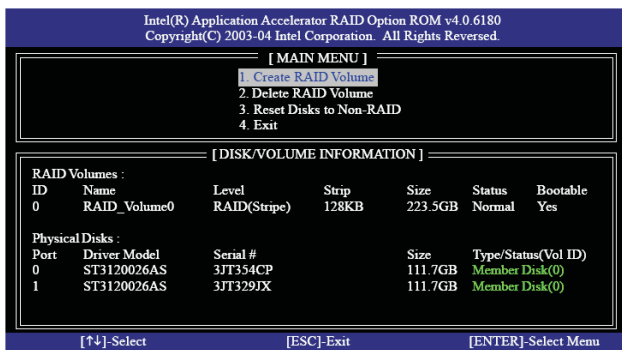 Intel(R) Application Accelerator RAID Option ROM v4.0.6180
Copyright(C) 2003-04 Intel Corporation. All Rights Reversed.
[ MAIN MENU ]
1. Create RAID Volume
2. Delete RAID Volume
3. Reset Disks to Non-RAID
4. Exit
[ DISK/VOLUME INFORMATION ]
RAID Volumes :
ID Name Level Strip Size Status Bootable
0 RAID_Volume0 RAID(Stripe) 128KB 223.5GB Normal Yes
Physical Disks :
Port Driver Model Serial # Size Type/Status(Vol ID)
0 ST3120026AS 3JT354CP 111.7GB Member Disk(0)
1 ST3120026AS 3JT329JX 111.7GB Member Disk(0)
[↑↓]-Select [ESC]-Exit [ENTER]-Select Menu